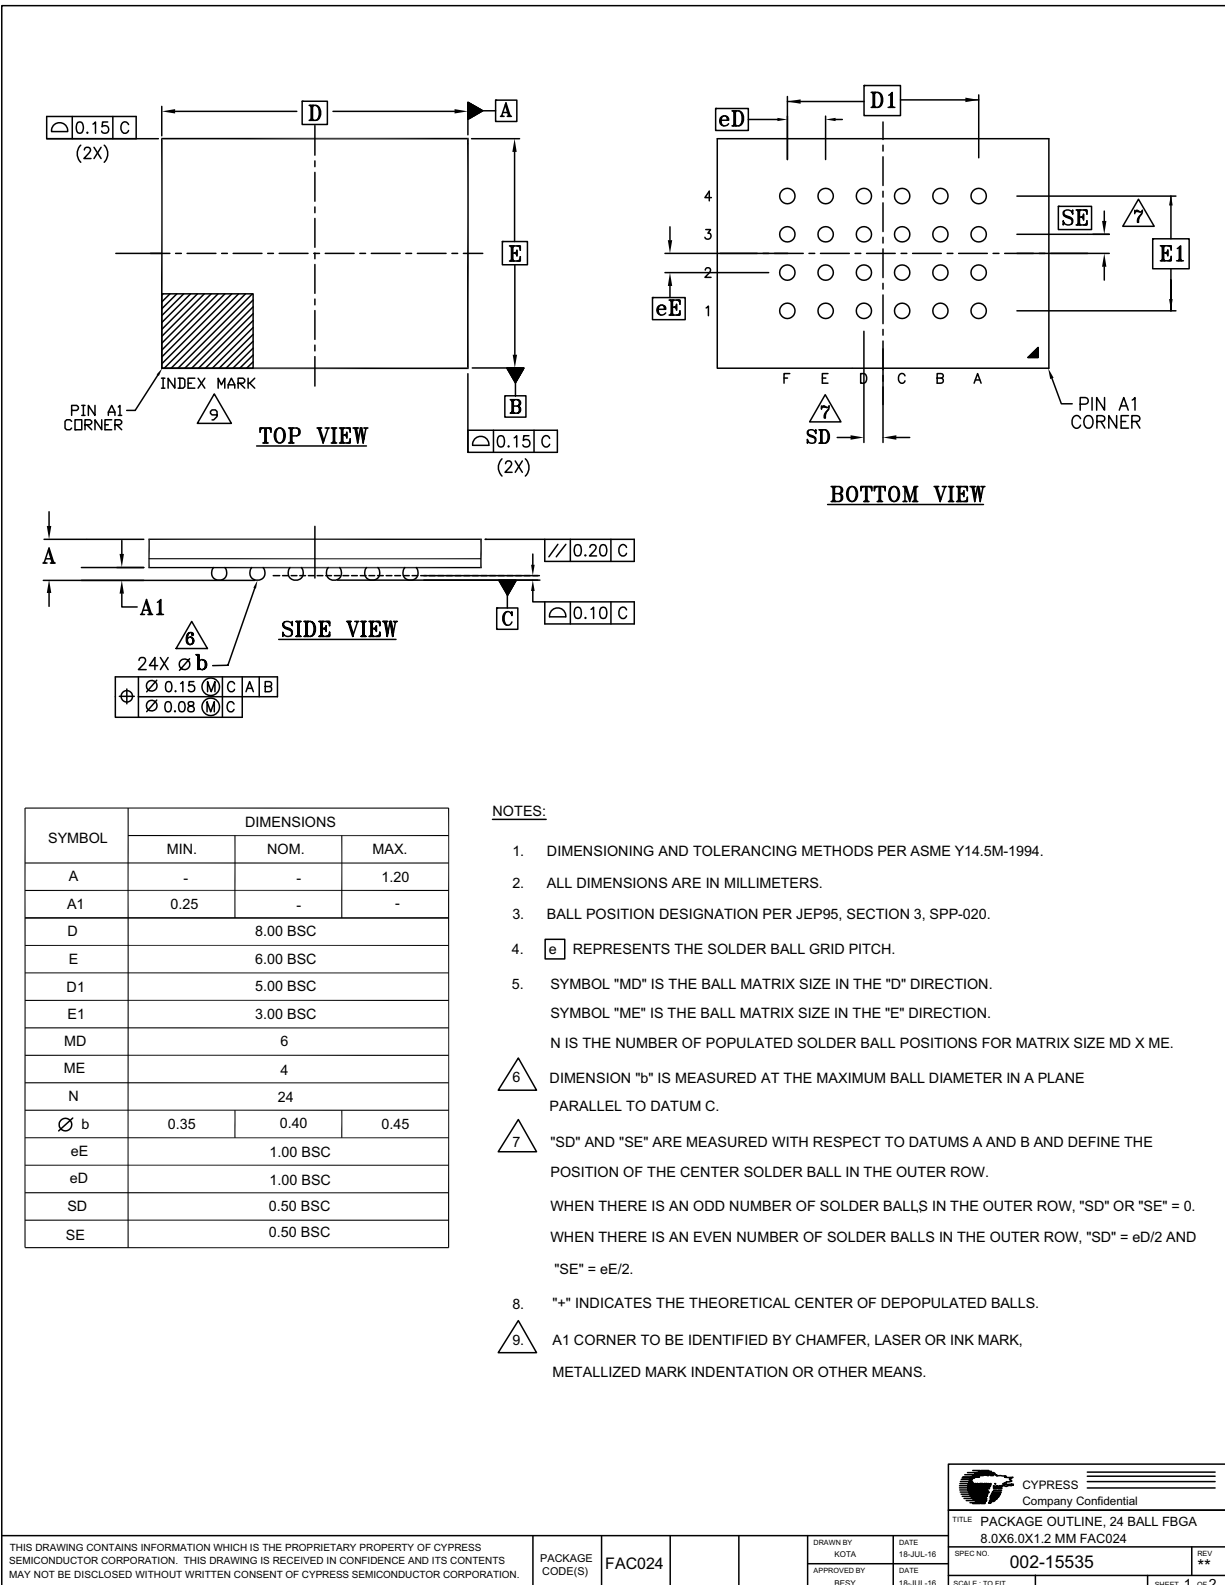 D
A
⌓ 0.15 C
(2X)
E
INDEX MARK
9
PIN A1
CORNER
TOP VIEW
B
⌓ 0.15 C
(2X)
D1
eD
4
3
2
1
SE
7
E1
eE
F E D C B A
7
SD
PIN A1
CORNER
BOTTOM VIEW
A
A1
// 0.20 C
C
⌓ 0.10 C
SIDE VIEW
6
24X ⌀ b
⌖ ⌀ 0.15 Ⓜ C A B
⌀ 0.08 Ⓜ C
SYMBOL DIMENSIONS
MIN. NOM. MAX.
A - - 1.20
A1 0.25 - -
D 8.00 BSC
E 6.00 BSC
D1 5.00 BSC
E1 3.00 BSC
MD 6
ME 4
N 24
Ø b 0.35 0.40 0.45
eE 1.00 BSC
eD 1.00 BSC
SD 0.50 BSC
SE 0.50 BSC
NOTES:
1. DIMENSIONING AND TOLERANCING METHODS PER ASME Y14.5M-1994.
2. ALL DIMENSIONS ARE IN MILLIMETERS.
3. BALL POSITION DESIGNATION PER JEP95, SECTION 3, SPP-020.
4. e REPRESENTS THE SOLDER BALL GRID PITCH.
5. SYMBOL "MD" IS THE BALL MATRIX SIZE IN THE "D" DIRECTION.
SYMBOL "ME" IS THE BALL MATRIX SIZE IN THE "E" DIRECTION.
N IS THE NUMBER OF POPULATED SOLDER BALL POSITIONS FOR MATRIX SIZE MD X ME.
6 DIMENSION "b" IS MEASURED AT THE MAXIMUM BALL DIAMETER IN A PLANE
PARALLEL TO DATUM C.
7 "SD" AND "SE" ARE MEASURED WITH RESPECT TO DATUMS A AND B AND DEFINE THE
POSITION OF THE CENTER SOLDER BALL IN THE OUTER ROW.
WHEN THERE IS AN ODD NUMBER OF SOLDER BALLS IN THE OUTER ROW, "SD" OR "SE" = 0.
WHEN THERE IS AN EVEN NUMBER OF SOLDER BALLS IN THE OUTER ROW, "SD" = eD/2 AND
"SE" = eE/2.
8. "+" INDICATES THE THEORETICAL CENTER OF DEPOPULATED BALLS.
9. A1 CORNER TO BE IDENTIFIED BY CHAMFER, LASER OR INK MARK,
METALLIZED MARK INDENTATION OR OTHER MEANS.
CYPRESS
Company Confidential
TITLE PACKAGE OUTLINE, 24 BALL FBGA
8.0X6.0X1.2 MM FAC024
THIS DRAWING CONTAINS INFORMATION WHICH IS THE PROPRIETARY PROPERTY OF CYPRESS
SEMICONDUCTOR CORPORATION. THIS DRAWING IS RECEIVED IN CONFIDENCE AND ITS CONTENTS
MAY NOT BE DISCLOSED WITHOUT WRITTEN CONSENT OF CYPRESS SEMICONDUCTOR CORPORATION.
PACKAGE
CODE(S)
FAC024
DRAWN BY
KOTA
DATE
18-JUL-16
APPROVED BY
BESY
DATE
18-JUL-16
SPEC NO.
002-15535
REV
**
SCALE : TO FIT
SHEET 1 OF 2